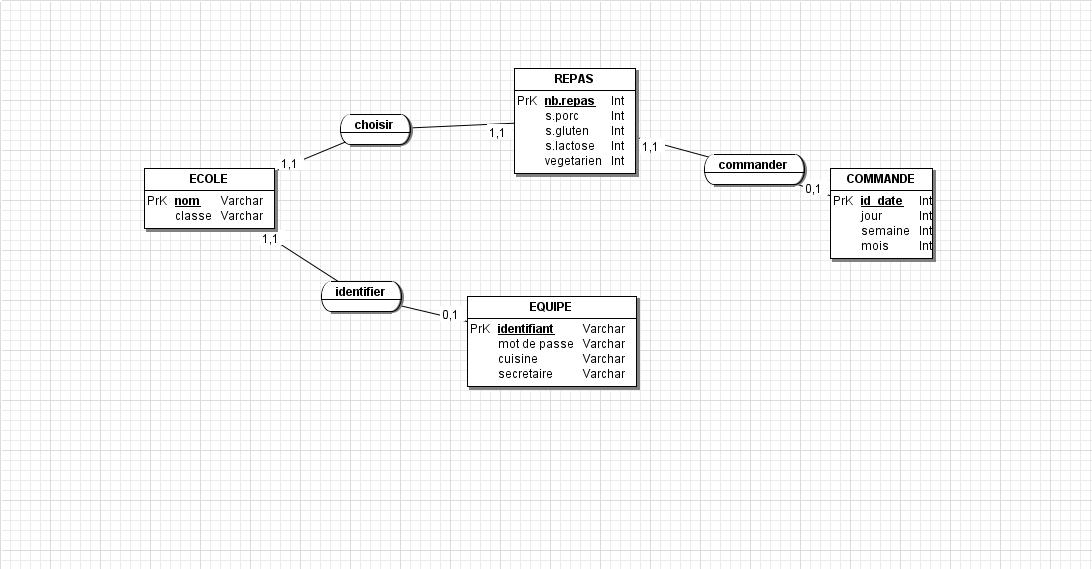 REPAS
PrK nb.repas Int
s.porc Int
s.gluten Int
s.lactose Int
vegetarien Int
choisir
1,1
1,1
1,1
commander
0,1
ECOLE
PrK nom Varchar
classe Varchar
COMMANDE
PrK id_date Int
jour Int
semaine Int
mois Int
1,1
identifier
0,1
EQUIPE
PrK identifiant Varchar
mot de passe Varchar
cuisine Varchar
secretaire Varchar